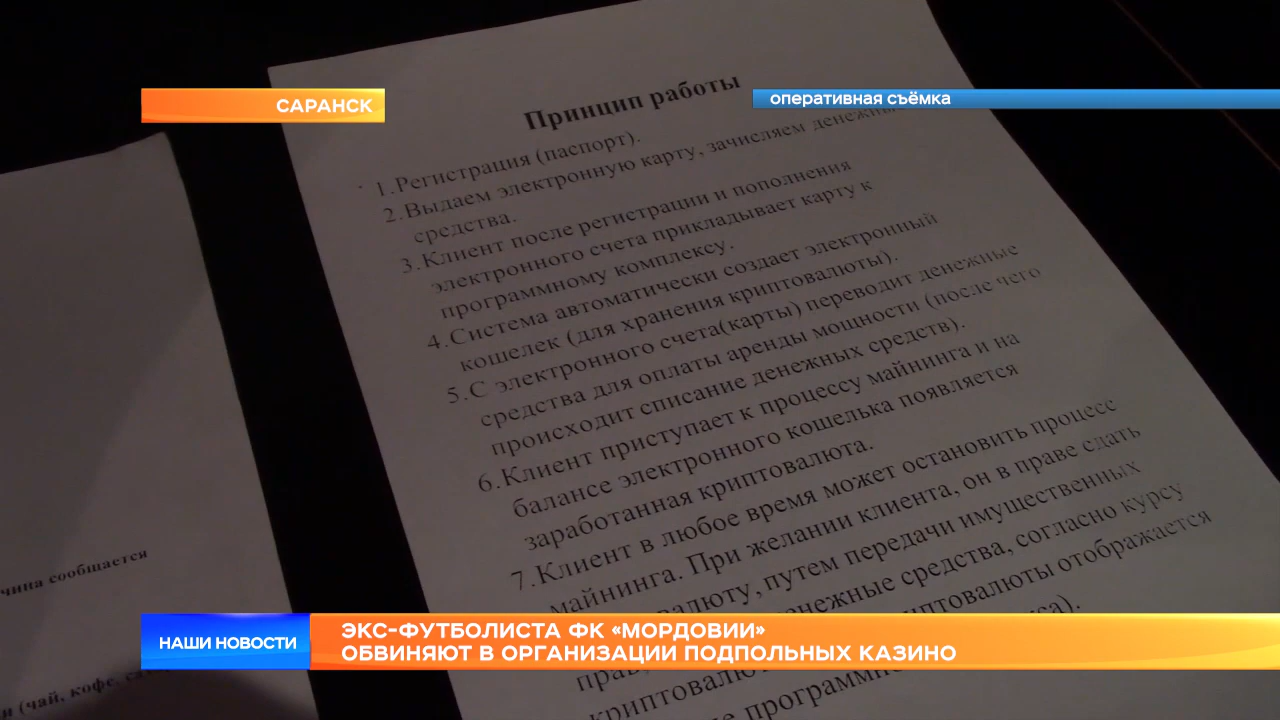 САРАНСК
оперативная съёмка
Принцип работы
1.Регистрация (паспорт).
2.Выдаем электронную карту, зачисляем
средства.
3.Клиент после регистрации и пополнения
электронного счета прикладывает карту к
программному комплексу.
4.Система автоматически создает электронный
кошелек (для хранения криптовалюты).
5.С электронного счета(карты) переводит денежные
средства для оплаты аренды мощности (после чего
происходит списание денежных средств).
6.Клиент приступает к процессу майнинга и на
балансе электронного кошелька появляется
заработанная криптовалюта.
7.Клиент в любое время может остановить процесс
майнинга. При желании клиента, он в праве сдать
путем передачи имущественных
средства, согласно курсу
отображается
сообщается
(чай, кофе,
НАШИ НОВОСТИ
ЭКС-ФУТБОЛИСТА ФК «МОРДОВИИ»
ОБВИНЯЮТ В ОРГАНИЗАЦИИ ПОДПОЛЬНЫХ КАЗИНО